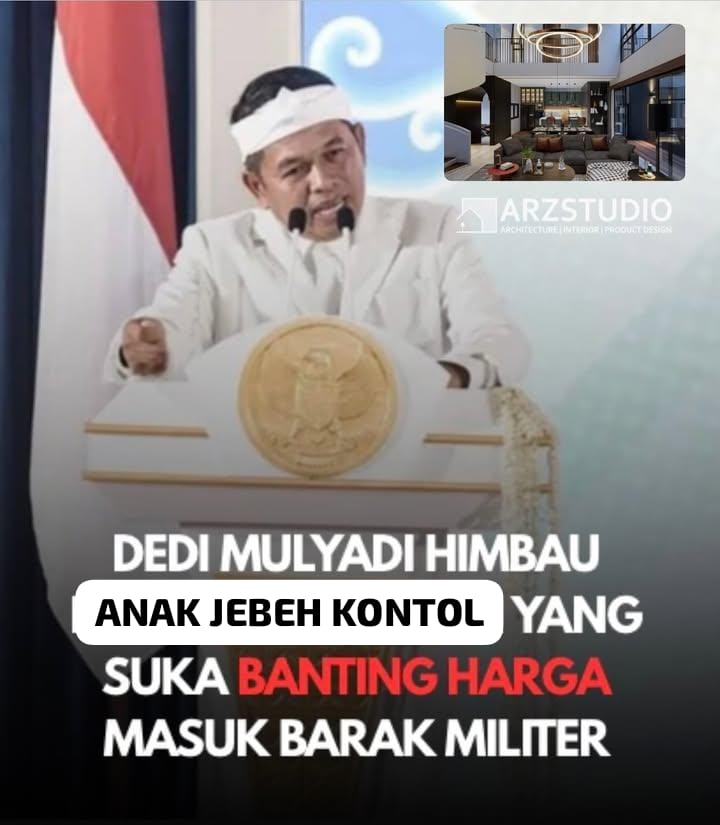 ARZSTUDIO
ARCHITECTURE | INTERIOR | PRODUCT DESIGN
DEDI MULYADI HIMBAU
ANAK JEBEH KONTOL YANG
SUKA BANTING HARGA
MASUK BARAK MILITER